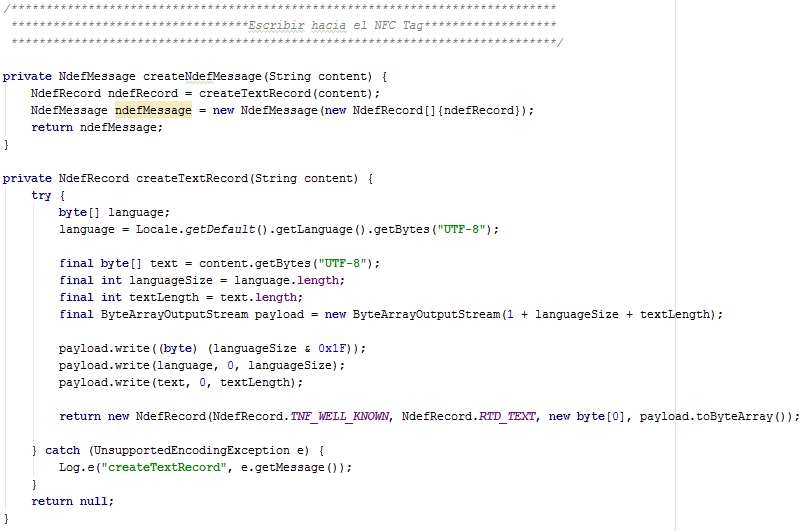 /******************************************************************************
**********************************Escribir hacia el NFC Tag*******************
******************************************************************************/
private NdefMessage createNdefMessage(String content) {
NdefRecord ndefRecord = createTextRecord(content);
NdefMessage ndefMessage = new NdefMessage(new NdefRecord[]{ndefRecord});
return ndefMessage;
}
private NdefRecord createTextRecord(String content) {
try {
byte[] language;
language = Locale.getDefault().getLanguage().getBytes("UTF-8");
final byte[] text = content.getBytes("UTF-8");
final int languageSize = language.length;
final int textLength = text.length;
final ByteArrayOutputStream payload = new ByteArrayOutputStream(1 + languageSize + textLength);
payload.write((byte) (languageSize & 0x1F));
payload.write(language, 0, languageSize);
payload.write(text, 0, textLength);
return new NdefRecord(NdefRecord.TNF_WELL_KNOWN, NdefRecord.RTD_TEXT, new byte[0], payload.toByteArray());
} catch (UnsupportedEncodingException e) {
Log.e("createTextRecord", e.getMessage());
}
return null;
}